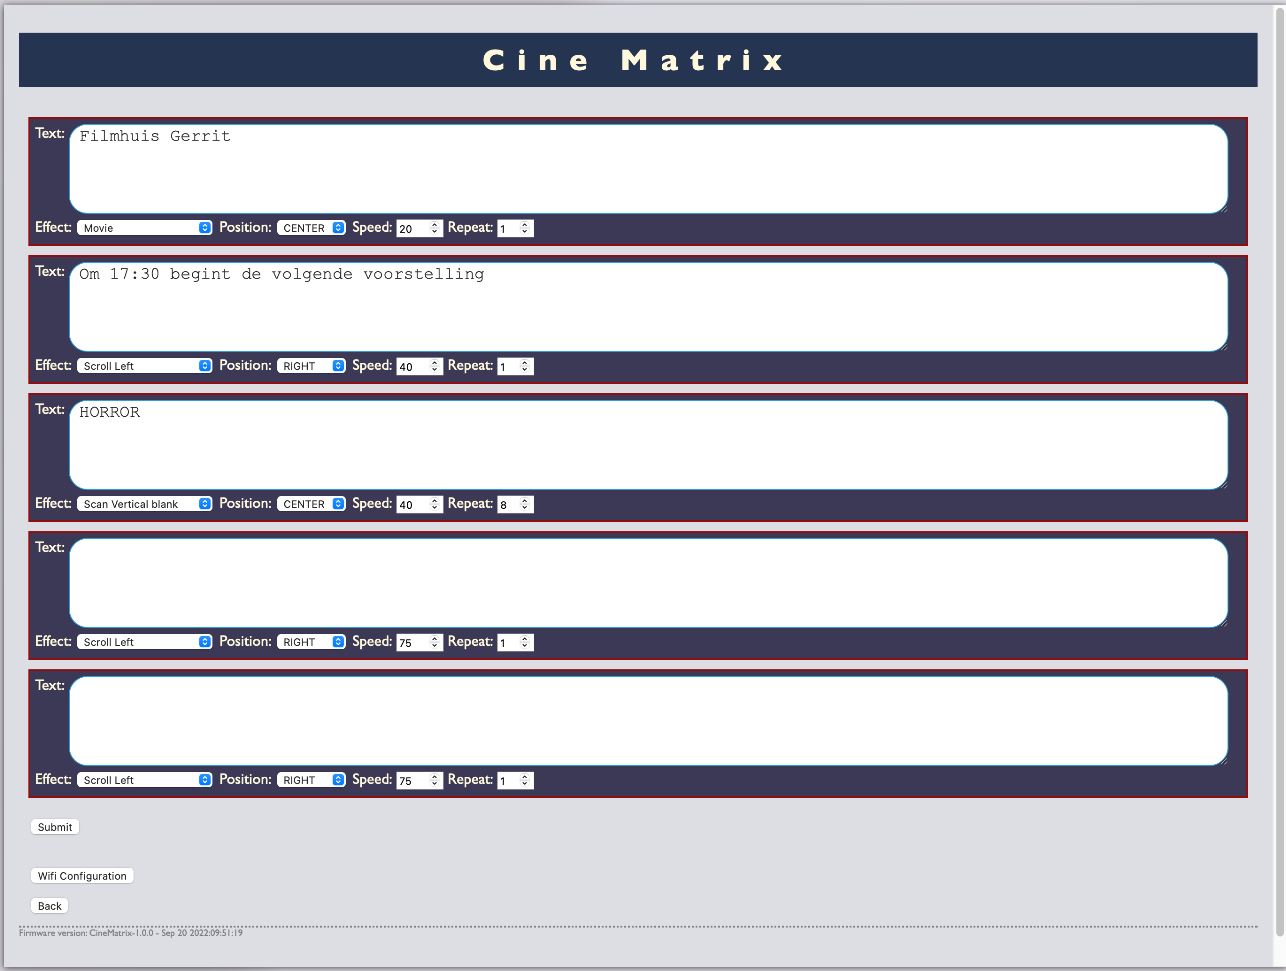 Cine Matrix
Text: Filmhuis Gerrit
Effect: Movie Position: CENTER Speed: 20 Repeat: 1
Text: Om 17:30 begint de volgende voorstelling
Effect: Scroll Left Position: RIGHT Speed: 40 Repeat: 1
Text: HORROR
Effect: Scan Vertical blank Position: CENTER Speed: 40 Repeat: 8
Text:
Effect: Scroll Left Position: RIGHT Speed: 75 Repeat: 1
Text:
Effect: Scroll Left Position: RIGHT Speed: 75 Repeat: 1
Submit
Wifi Configuration
Back
Firmware version: CineMatrix-1.0.0 - Sep 20 2022:09:51:19